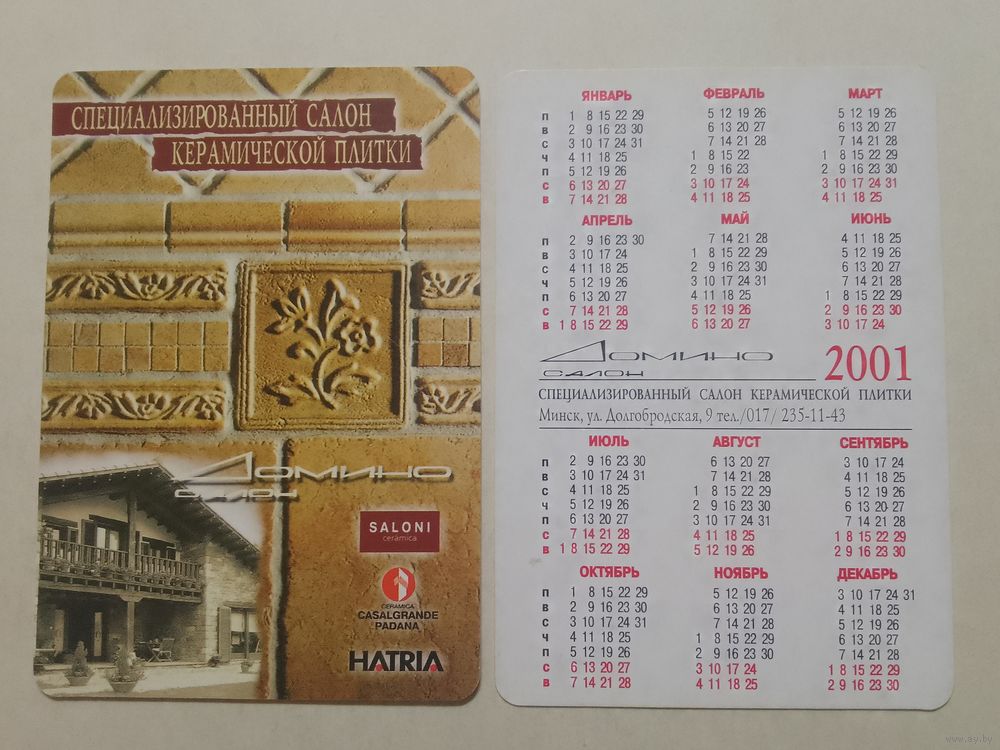 СПЕЦИАЛИЗИРОВАННЫЙ САЛОН
КЕРАМИЧЕСКОЙ ПЛИТКИ
ДОМИНО
САЛОН
SALONI
cerámica
CERAMICA
CASALGRANDE
PADANA
HATRIA
ЯНВАРЬ ФЕВРАЛЬ МАРТ
П 1 8 15 22 29 5 12 19 26 5 12 19 26
В 2 9 16 23 30 6 13 20 27 6 13 20 27
С 3 10 17 24 31 7 14 21 28 7 14 21 28
Ч 4 11 18 25 1 8 15 22 1 8 15 22 29
П 5 12 19 26 2 9 16 23 2 9 16 23 30
С 6 13 20 27 3 10 17 24 3 10 17 24 31
В 7 14 21 28 4 11 18 25 4 11 18 25
АПРЕЛЬ МАЙ ИЮНЬ
П 2 9 16 23 30 7 14 21 28 4 11 18 25
В 3 10 17 24 1 8 15 22 29 5 12 19 26
С 4 11 18 25 2 9 16 23 30 6 13 20 27
Ч 5 12 19 26 3 10 17 24 31 7 14 21 28
П 6 13 20 27 4 11 18 25 1 8 15 22 29
С 7 14 21 28 5 12 19 26 2 9 16 23 30
В 1 8 15 22 29 6 13 20 27 3 10 17 24
ДОМИНО
САЛОН
2001
СПЕЦИАЛИЗИРОВАННЫЙ САЛОН КЕРАМИЧЕСКОЙ ПЛИТКИ
Минск, ул. Долгобродская, 9 тел./017/ 235-11-43
ИЮЛЬ АВГУСТ СЕНТЯБРЬ
П 2 9 16 23 30 6 13 20 27 3 10 17 24
В 3 10 17 24 31 7 14 21 28 4 11 18 25
С 4 11 18 25 1 8 15 22 29 5 12 19 26
Ч 5 12 19 26 2 9 16 23 30 6 13 20 27
П 6 13 20 27 3 10 17 24 31 7 14 21 28
С 7 14 21 28 4 11 18 25 1 8 15 22 29
В 1 8 15 22 29 5 12 19 26 2 9 16 23 30
ОКТЯБРЬ НОЯБРЬ ДЕКАБРЬ
П 1 8 15 22 29 5 12 19 26 3 10 17 24 31
В 2 9 16 23 30 6 13 20 27 4 11 18 25
С 3 10 17 24 31 7 14 21 28 5 12 19 26
Ч 4 11 18 25 1 8 15 22 29 6 13 20 27
П 5 12 19 26 2 9 16 23 30 7 14 21 28
С 6 13 20 27 3 10 17 24 1 8 15 22 29
В 7 14 21 28 4 11 18 25 2 9 16 23 30
www.ay.by